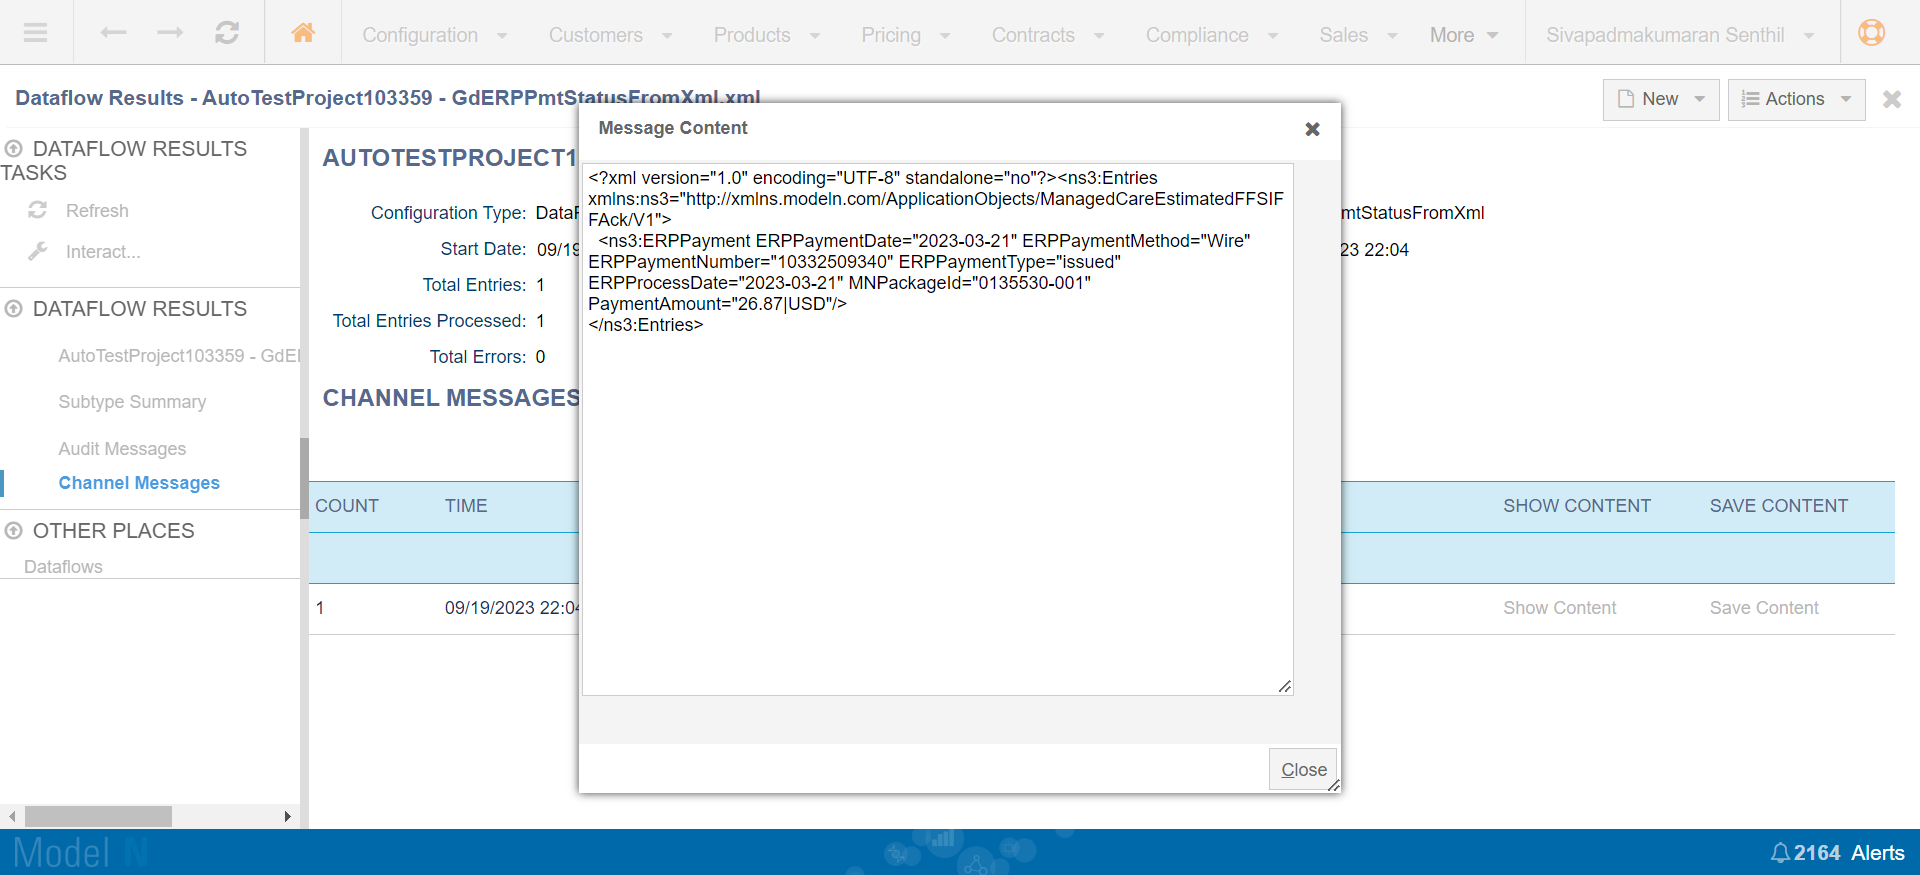 Configuration
Customers
Products
Pricing
Contracts
Compliance
Sales
More
Sivapadmakumaran Senthil
Dataflow Results - AutoTestProject103359 - GdERPPmtStatusFromXml.xml
New
Actions
DATAFLOW RESULTS
TASKS
Refresh
Interact...
DATAFLOW RESULTS
AutoTestProject103359 - GdE
Subtype Summary
Audit Messages
Channel Messages
OTHER PLACES
Dataflows
AUTOTESTPROJECT1
Configuration Type: Data
mtStatusFromXml
Start Date: 09/19
23 22:04
Total Entries: 1
Total Entries Processed: 1
Total Errors: 0
CHANNEL MESSAGES
COUNT
TIME
SHOW CONTENT
SAVE CONTENT
1
09/19/2023 22:04
Show Content
Save Content
Message Content
<?xml version="1.0" encoding="UTF-8" standalone="no"?><ns3:Entries
xmlns:ns3="http://xmlns.modeln.com/ApplicationObjects/ManagedCareEstimatedFFSIF
FAck/V1">
<ns3:ERPPayment ERPPaymentDate="2023-03-21" ERPPaymentMethod="Wire"
ERPPaymentNumber="10332509340" ERPPaymentType="issued"
ERPProcessDate="2023-03-21" MNPackageId="0135530-001"
PaymentAmount="26.87|USD"/>
</ns3:Entries>
Close
Model N
2164 Alerts